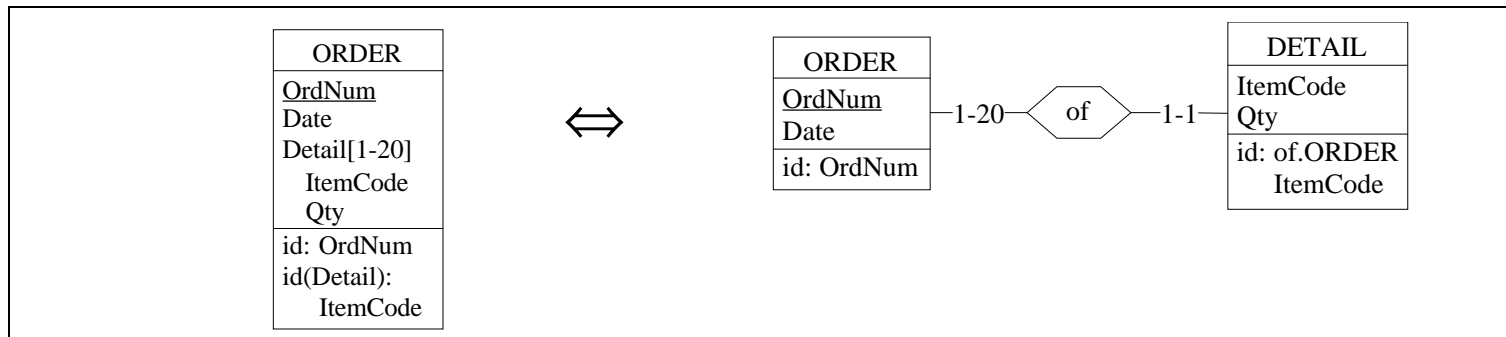 ORDER
OrdNum
Date
Detail[1-20]
ItemCode
Qty
id: OrdNum
id(Detail):
ItemCode
⇔
ORDER
OrdNum
Date
id: OrdNum
1-20
of
1-1
DETAIL
ItemCode
Qty
id: of.ORDER
ItemCode